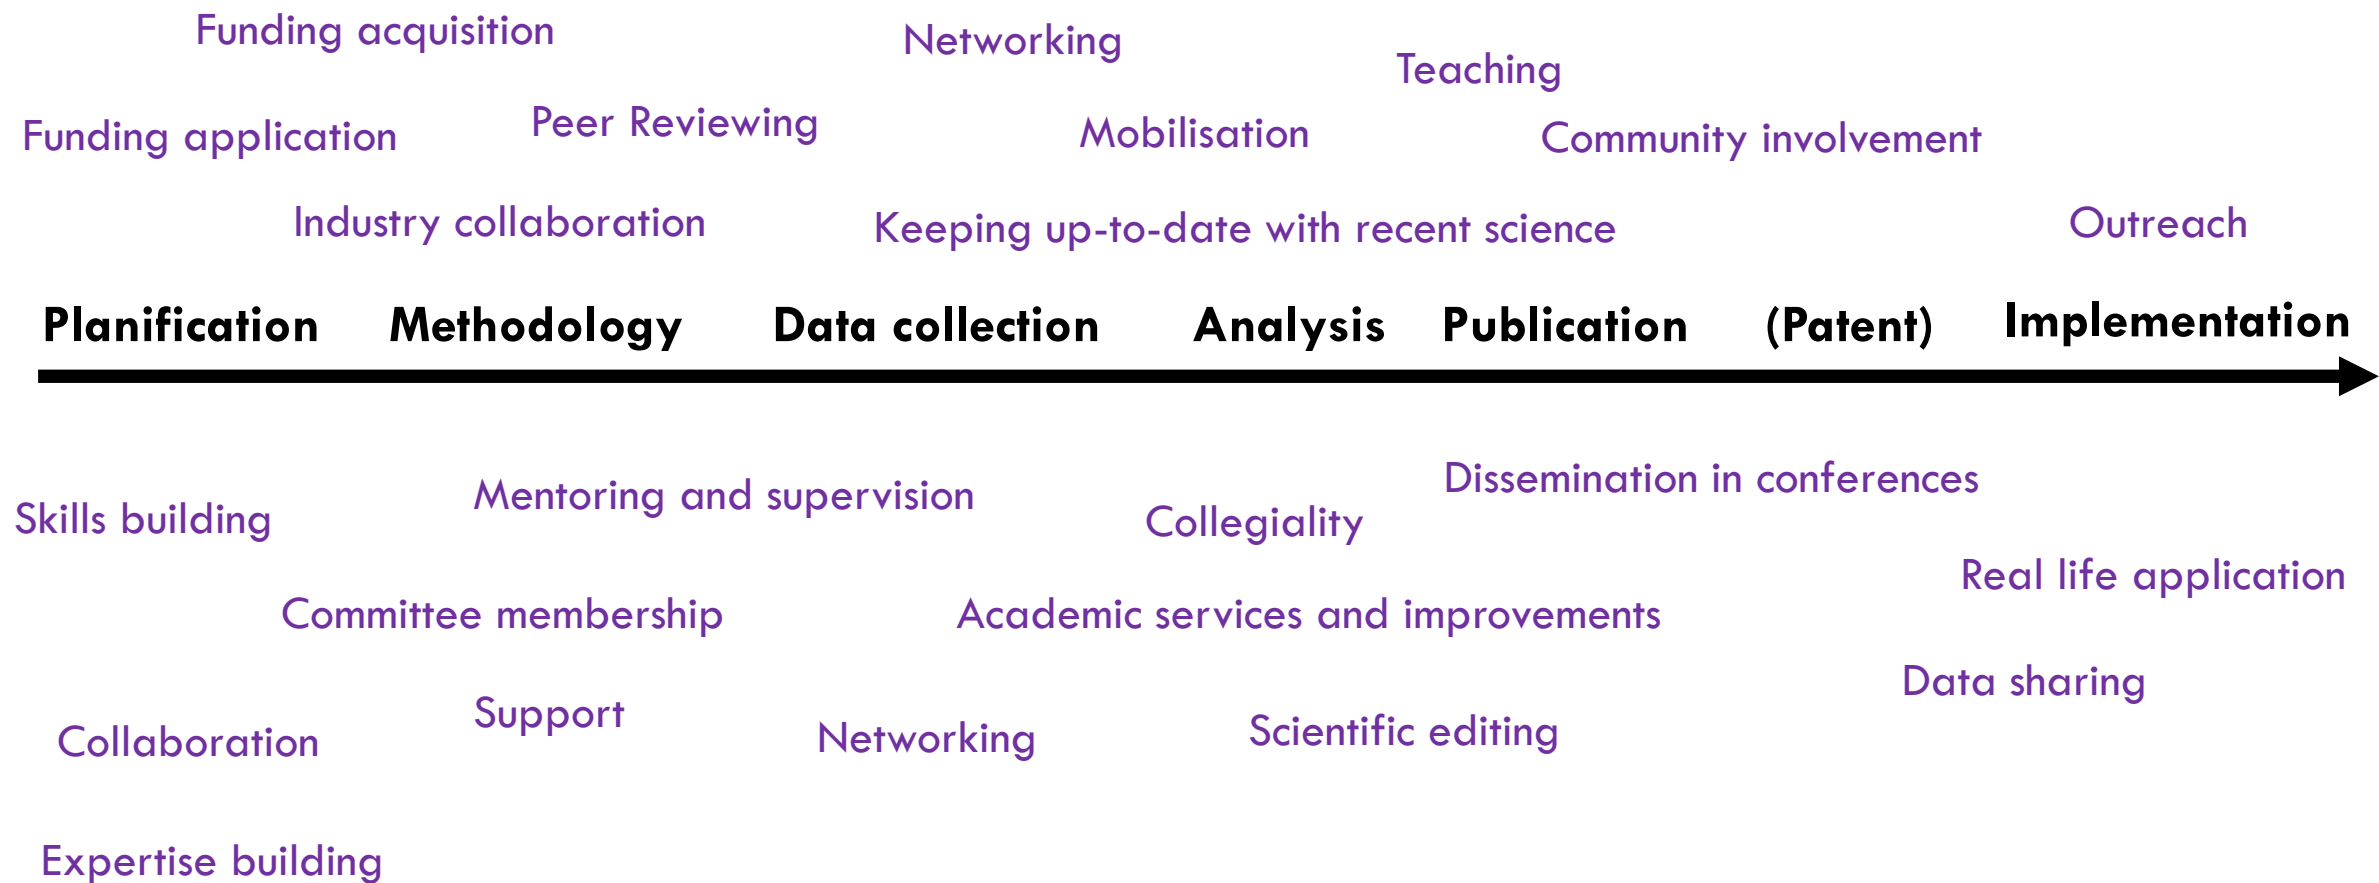 Funding acquisition
Networking
Teaching
Funding application
Peer Reviewing
Mobilisation
Community involvement
Industry collaboration
Keeping up-to-date with recent science
Outreach
Planification
Methodology
Data collection
Analysis
Publication
(Patent)
Implementation
Skills building
Mentoring and supervision
Collegiality
Dissemination in conferences
Committee membership
Academic services and improvements
Real life application
Collaboration
Support
Networking
Scientific editing
Data sharing
Expertise building